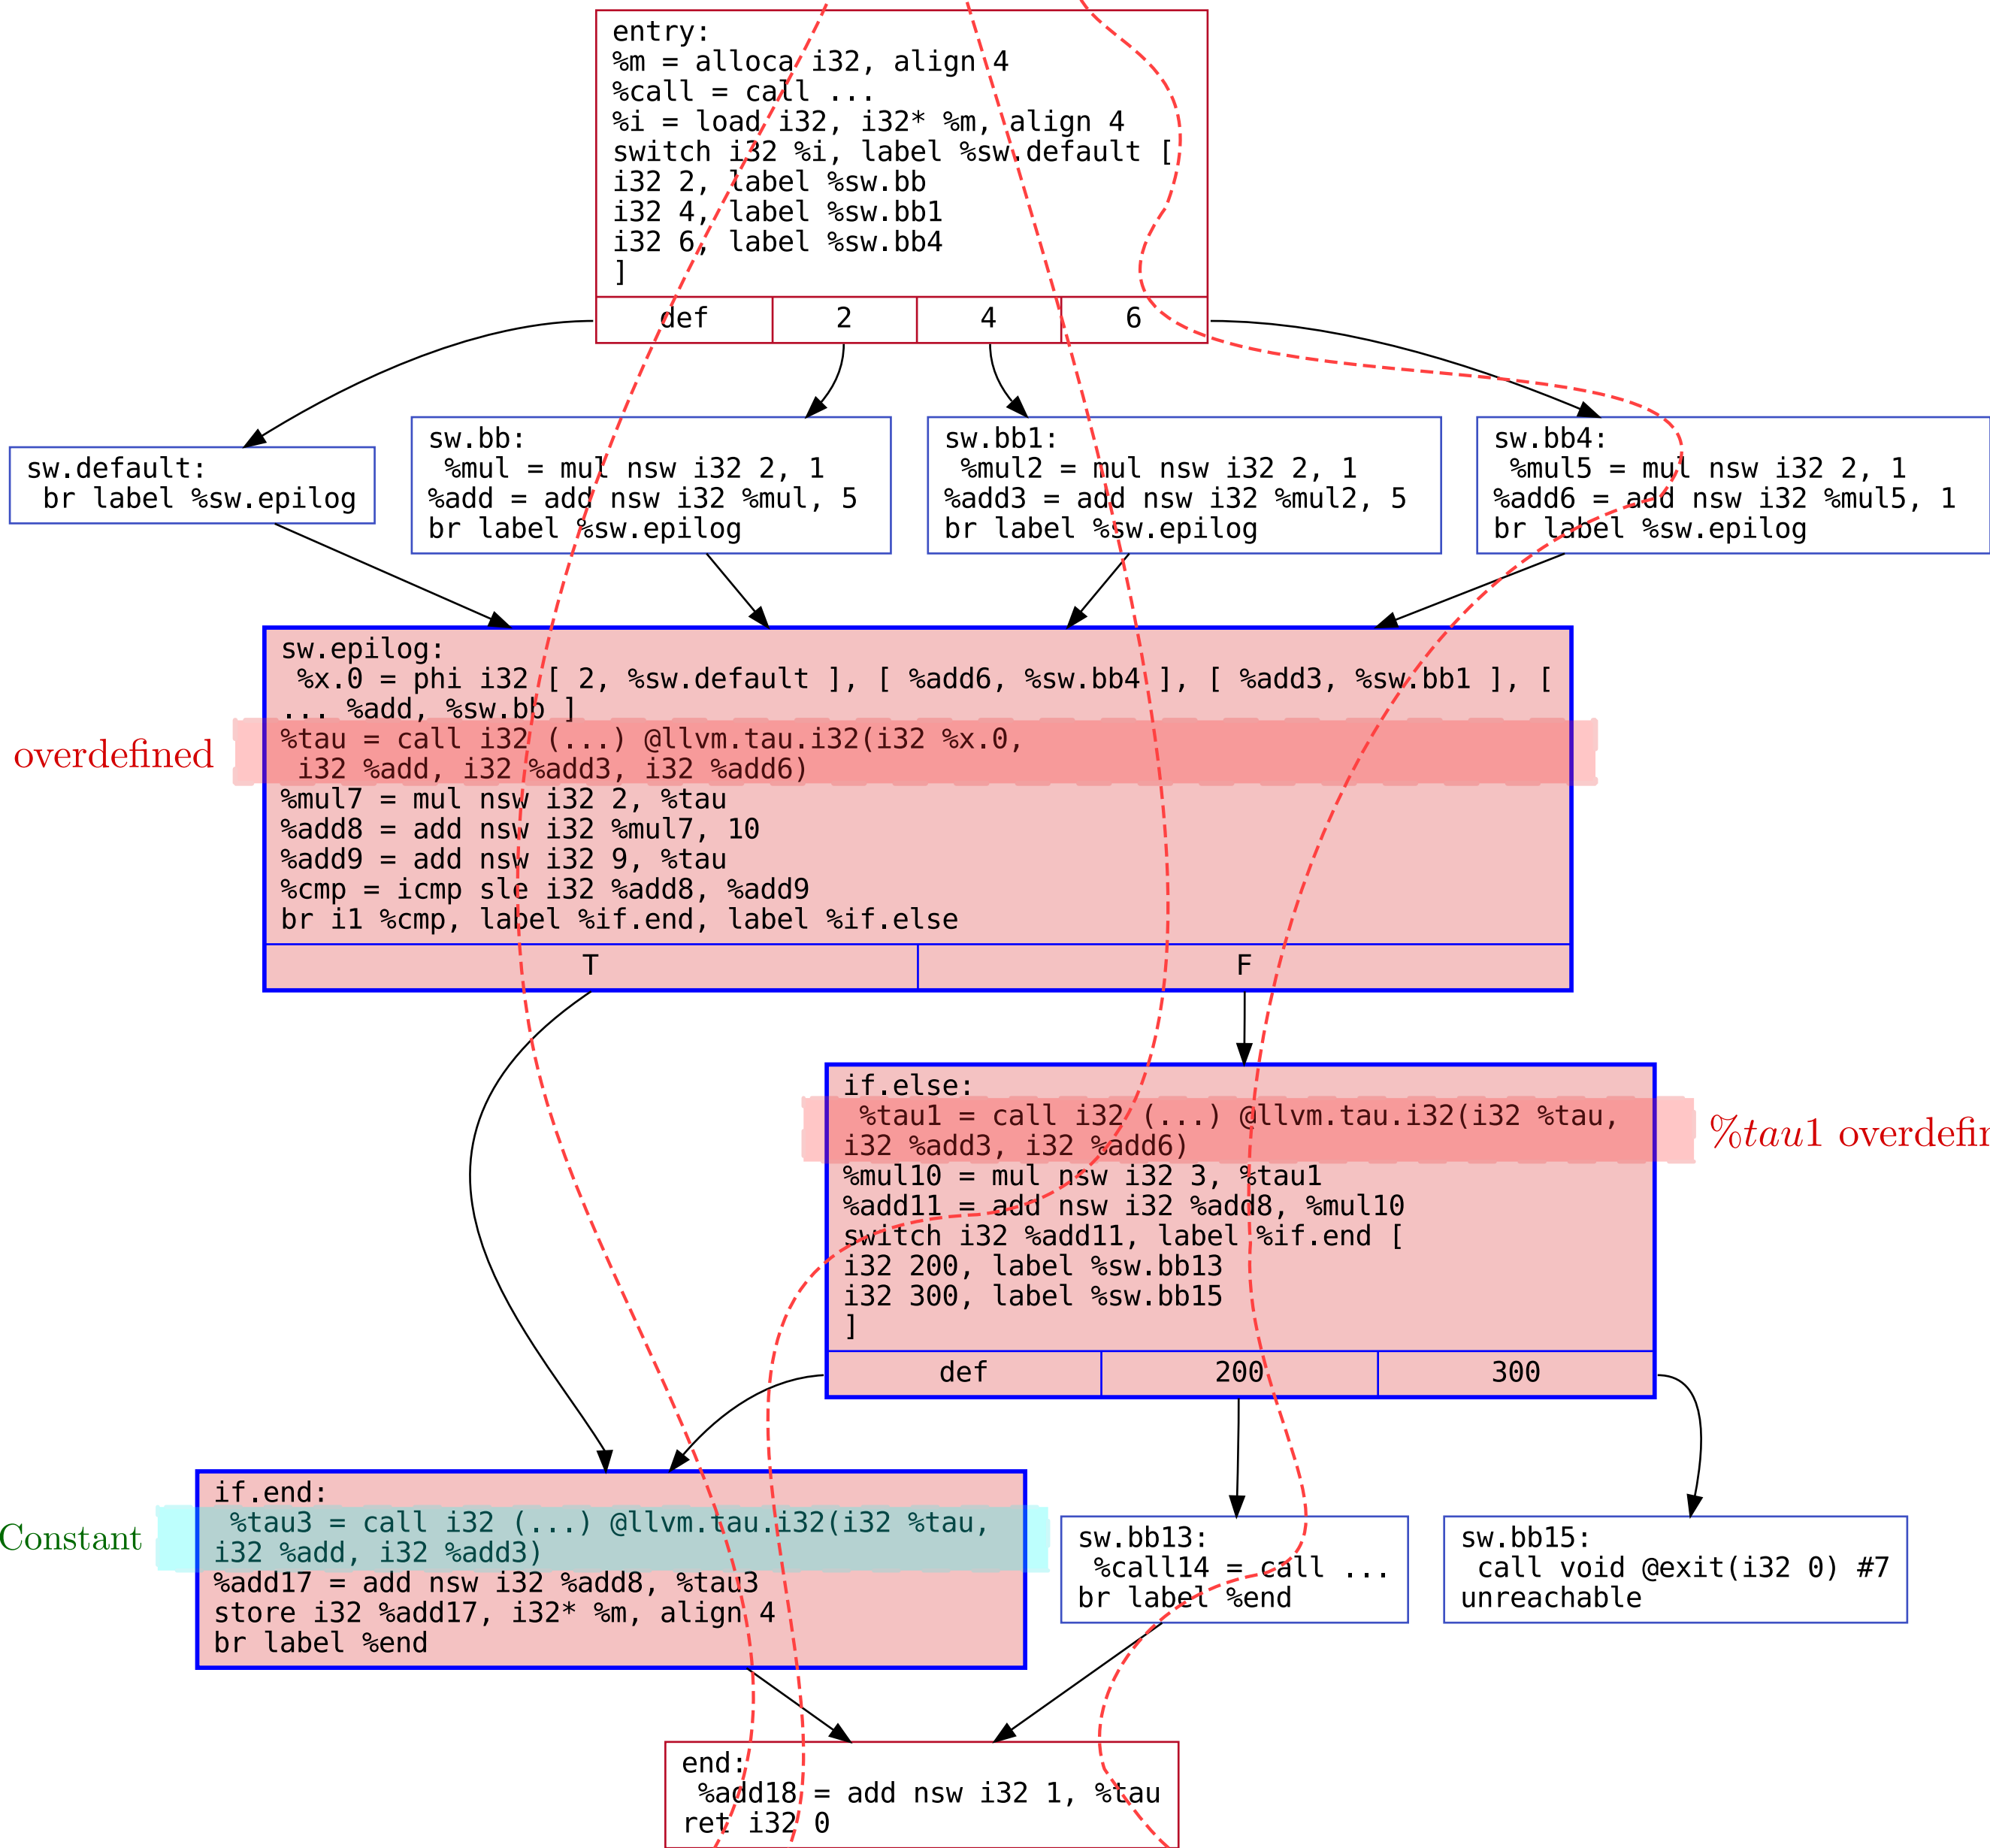 entry:
%m = alloca i32, align 4
%call = call ...
%i = load i32, i32* %m, align 4
switch i32 %i, label %sw.default [
i32 2, label %sw.bb
i32 4, label %sw.bb1
i32 6, label %sw.bb4
]
def 2 4 6
sw.default:
br label %sw.epilog
sw.bb:
%mul = mul nsw i32 2, 1
%add = add nsw i32 %mul, 5
br label %sw.epilog
sw.bb1:
%mul2 = mul nsw i32 2, 1
%add3 = add nsw i32 %mul2, 5
br label %sw.epilog
sw.bb4:
%mul5 = mul nsw i32 2, 1
%add6 = add nsw i32 %mul5, 1
br label %sw.epilog
sw.epilog:
%x.0 = phi i32 [ 2, %sw.default ], [ %add6, %sw.bb4 ], [ %add3, %sw.bb1 ], [
... %add, %sw.bb ]
overdefined
%tau = call i32 (...) @llvm.tau.i32(i32 %x.0,
i32 %add, i32 %add3, i32 %add6)
%mul7 = mul nsw i32 2, %tau
%add8 = add nsw i32 %mul7, 10
%add9 = add nsw i32 9, %tau
%cmp = icmp sle i32 %add8, %add9
br i1 %cmp, label %if.end, label %if.else
T F
if.else:
%tau1 = call i32 (...) @llvm.tau.i32(i32 %tau,
i32 %add3, i32 %add6)
%tau1
%mul10 = mul nsw i32 3, %tau1
%add11 = add nsw i32 %add8, %mul10
switch i32 %add11, label %if.end [
i32 200, label %sw.bb13
i32 300, label %sw.bb15
]
def 200 300
if.end:
Constant
%tau3 = call i32 (...) @llvm.tau.i32(i32 %tau,
i32 %add, i32 %add3)
%add17 = add nsw i32 %add8, %tau3
store i32 %add17, i32* %m, align 4
br label %end
sw.bb13:
%call14 = call ...
br label %end
sw.bb15:
call void @exit(i32 0) #7
unreachable
end:
%add18 = add nsw i32 1, %tau
ret i32 0